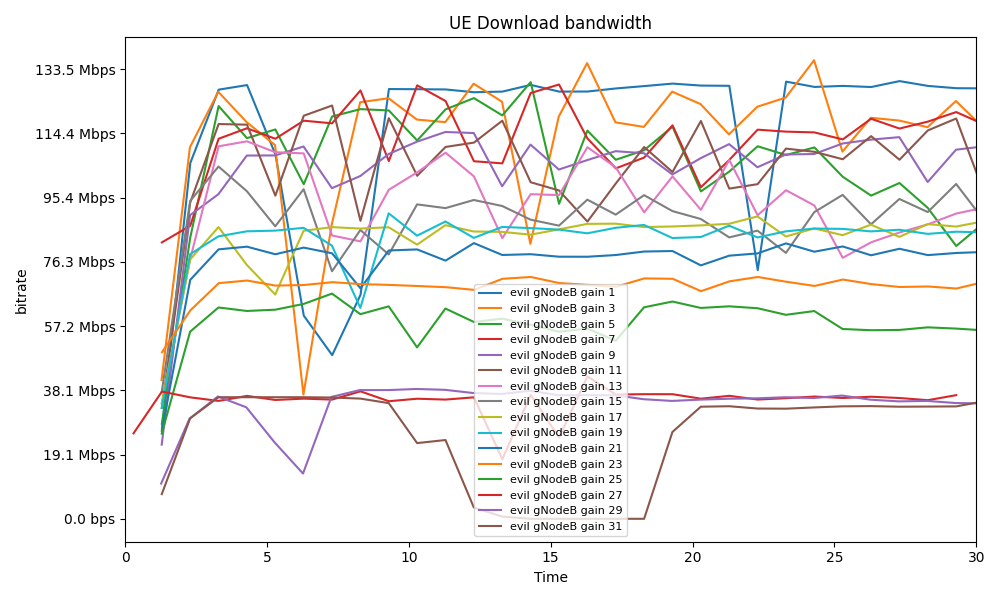 UE Download bandwidth
133.5 Mbps
114.4 Mbps
95.4 Mbps
76.3 Mbps
57.2 Mbps
38.1 Mbps
19.1 Mbps
0.0 bps
bitrate
evil gNodeB gain 1
evil gNodeB gain 3
evil gNodeB gain 5
evil gNodeB gain 7
evil gNodeB gain 9
evil gNodeB gain 11
evil gNodeB gain 13
evil gNodeB gain 15
evil gNodeB gain 17
evil gNodeB gain 19
evil gNodeB gain 21
evil gNodeB gain 23
evil gNodeB gain 25
evil gNodeB gain 27
evil gNodeB gain 29
evil gNodeB gain 31
0 5 10 15 20 25 30
Time